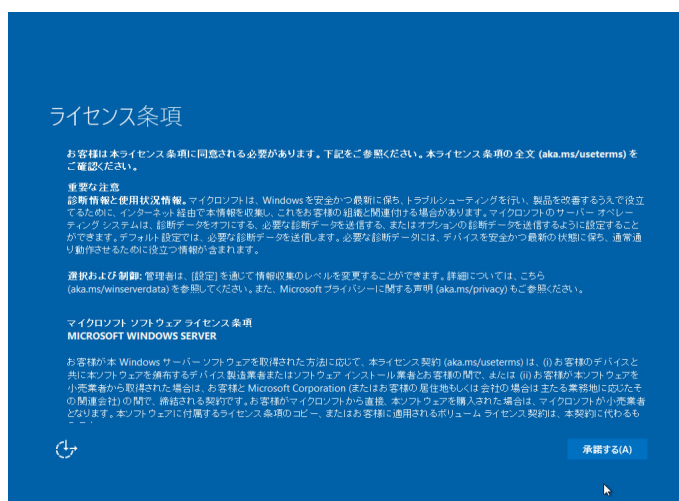 ライセンス条項
お客様は本ライセンス条項に同意される必要があります。下記をご参照ください。本ライセンス条項の全文 (aka.ms/useterms) を
ご確認ください。
重要な注意
診断情報と使用状況情報。マイクロソフトは、Windows を安全かつ最新に保ち、トラブルシューティングを行い、製品を改善するうえで役立
てるために、インターネット経由で本情報を収集し、これをお客様の組織と関連付ける場合があります。マイクロソフトのサーバー オペレー
ティング システムは、診断データをオフにする、必要な診断データを送信する、またはオプションの診断データを送信するように設定すること
ができます。デフォルト設定では、必要な診断データを送信します。必要な診断データには、デバイスを安全かつ最新の状態に保ち、通常通
り動作させるために役立つ情報が含まれます。
選択および制御: 管理者は、[設定] を通じて情報収集のレベルを変更することができます。詳細については、こちら
(aka.ms/winserverdata) を参照してください。また、Microsoft プライバシーに関する声明 (aka.ms/privacy) もご参照ください。
マイクロソフト ソフトウェア ライセンス条項
MICROSOFT WINDOWS SERVER
お客様が本 Windows サーバー ソフトウェアを取得された方法に応じて、本ライセンス契約 (aka.ms/useterms) は、(i) お客様のデバイスと
共に本ソフトウェアを頒布するデバイス製造業者またはソフトウェア インストール業者とお客様の間で、または (ii) お客様が本ソフトウェアを
小売業者から取得された場合は、お客様と Microsoft Corporation (またはお客様の居住地もしくは会社の場合は主たる業務地に応じたそ
の関連会社) の間で、締結される契約です。お客様がマイクロソフトから直接、本ソフトウェアを購入された場合は、マイクロソフトが小売業者
となります。本ソフトウェアに付属するライセンス条項のコピー、またはお客様に適用されるボリューム ライセンス契約は、本契約に代わるも
承諾する(A)